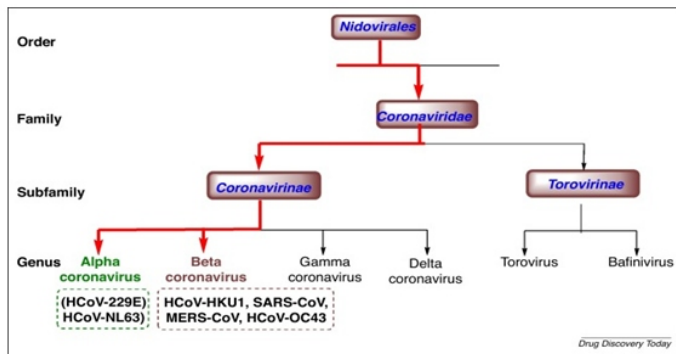 Order
Nidovirales
Family
Coronaviridae
Subfamily
Coronavirinae
Torovirinae
Genus
Alpha
coronavirus
Beta
coronavirus
Gamma
coronavirus
Delta
coronavirus
Torovirus
Bafinivirus
(HCoV-229E)
HCoV-NL63)
HCoV-HKU1, SARS-CoV,
MERS-CoV, HCoV-OC43
Drug Discovery Today